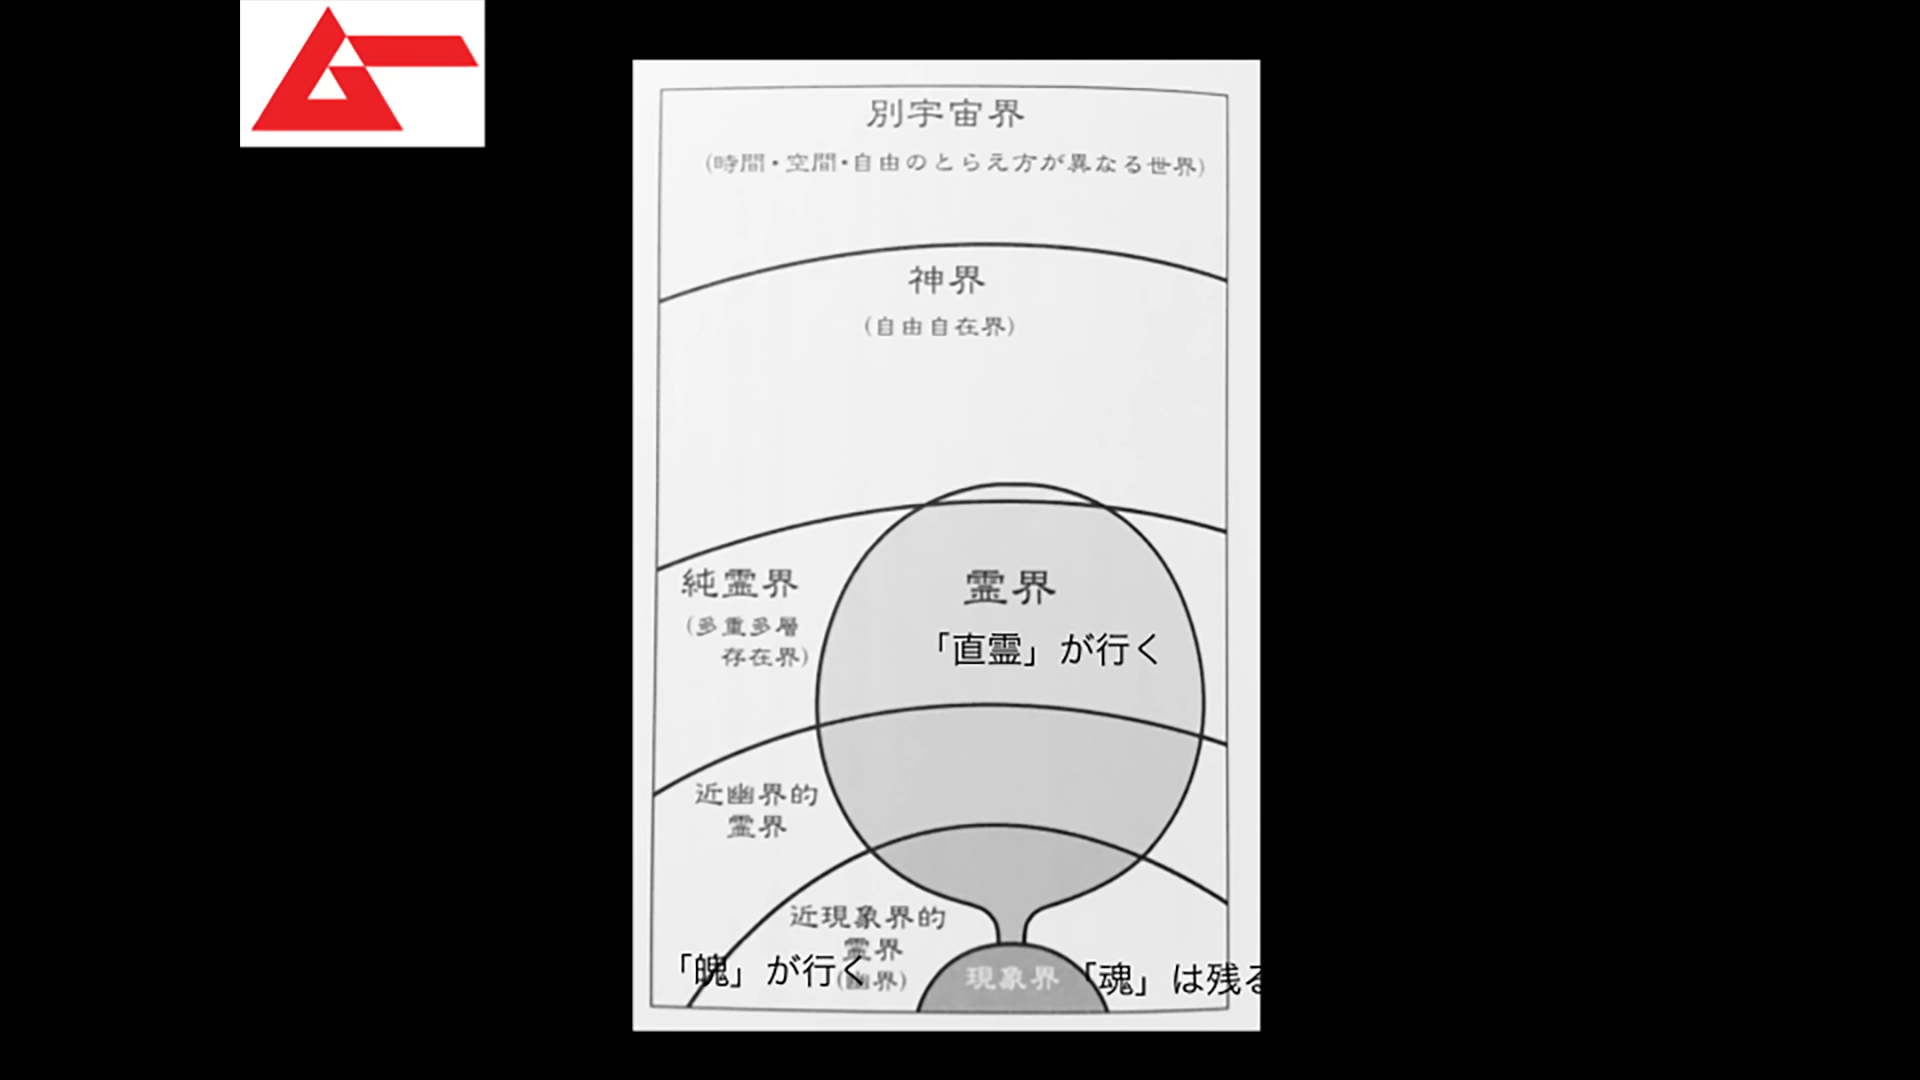 ムー
別宇宙界
(時間・空間・自由のとらえ方が異なる世界)
神界
(自由自在界)
純霊界
(多重多層
存在界)
霊界
「直霊」が行く
近幽界的
霊界
近現象界的
霊界
(幽界)
「魄」が行く
現象界
「魂」は残る